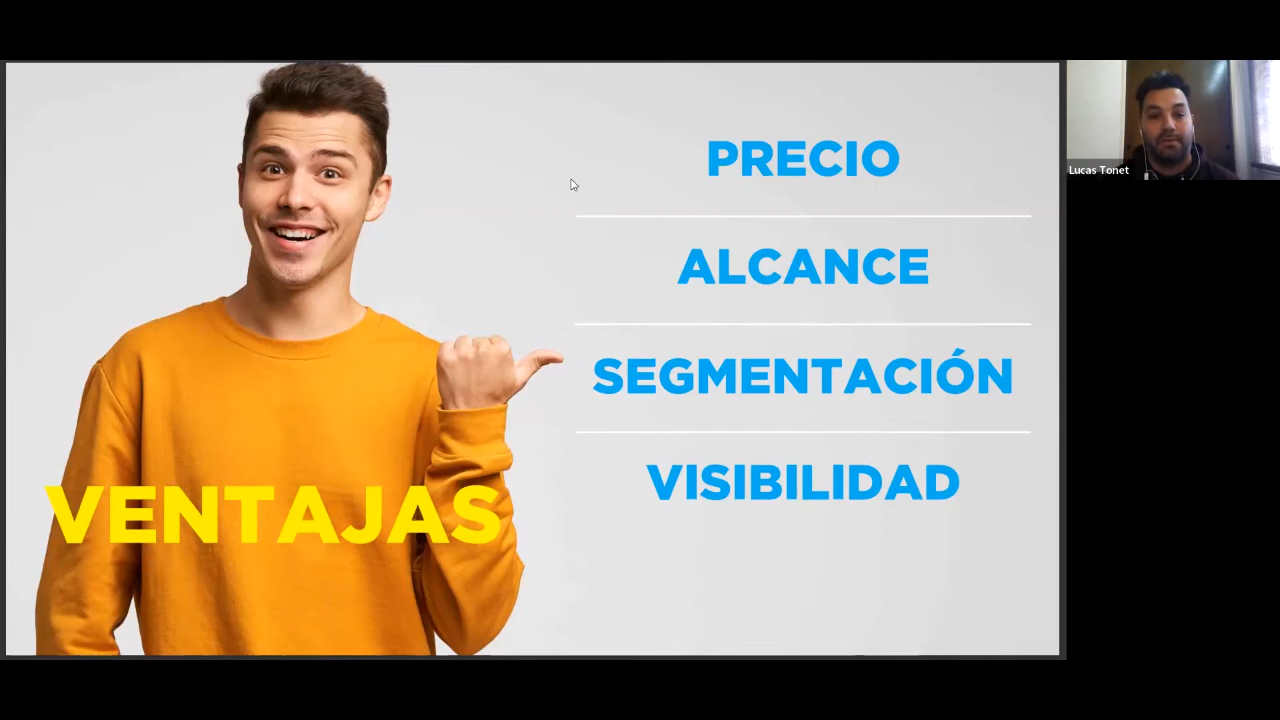 PRECIO
ALCANCE
SEGMENTACIÓN
VISIBILIDAD
VENTAJAS
Lucas Tonet